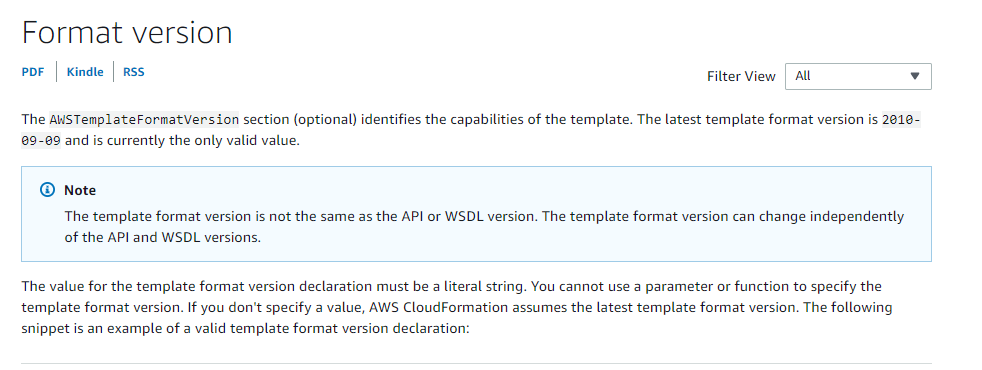 Format version
PDF Kindle RSS
Filter View All
The AWSTemplateFormatVersion section (optional) identifies the capabilities of the template. The latest template format version is 2010-
09-09 and is currently the only valid value.
Note
The template format version is not the same as the API or WSDL version. The template format version can change independently
of the API and WSDL versions.
The value for the template format version declaration must be a literal string. You cannot use a parameter or function to specify the
template format version. If you don't specify a value, AWS CloudFormation assumes the latest template format version. The following
snippet is an example of a valid template format version declaration: